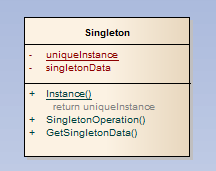 Singleton
- uniqueInstance
- singletonData
+ Instance()
return uniqueInstance
+ SingletonOperation()
+ GetSingletonData()